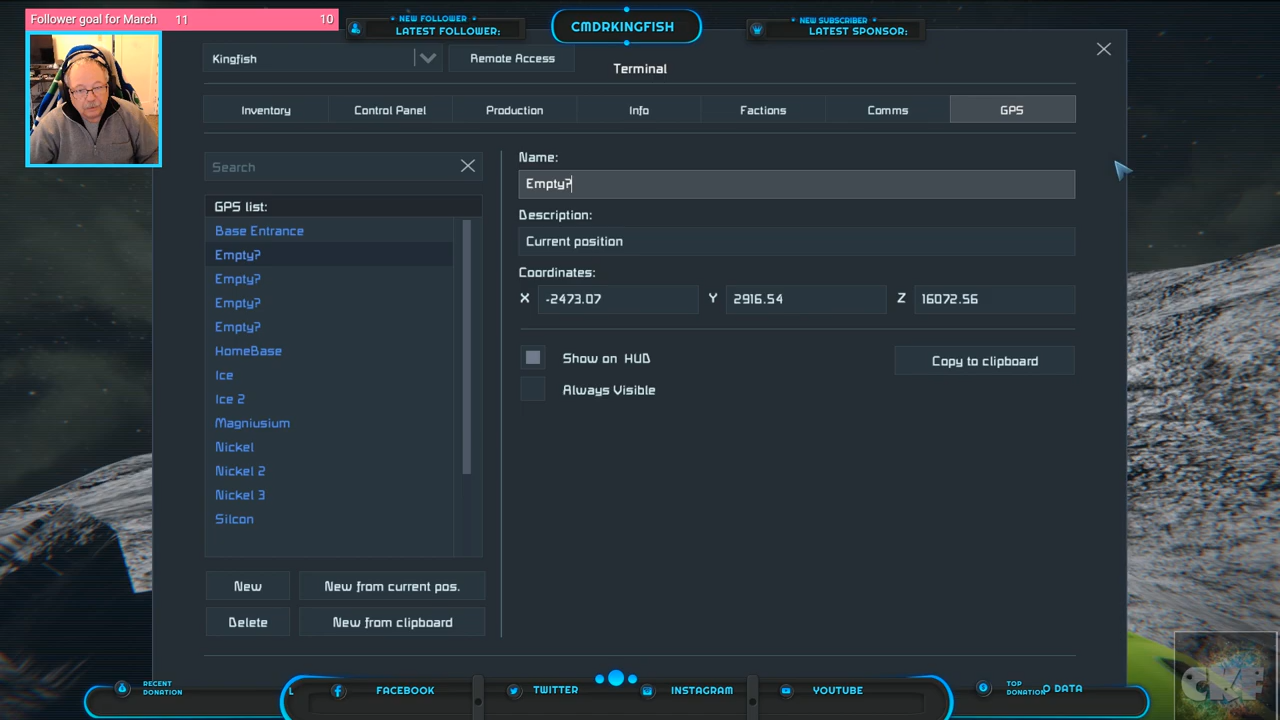 Follower goal for March 11 10
NEW FOLLOWER
LATEST FOLLOWER:
CMDRKINGFISH
NEW SUBSCRIBER
LATEST SPONSOR:
Kingfish
Remote Access
Terminal
Inventory
Control Panel
Production
Info
Factions
Comms
GPS
Search
GPS list:
Base Entrance
Empty?
Empty?
Empty?
Empty?
HomeBase
Ice
Ice 2
Magniusium
Nickel
Nickel 2
Nickel 3
Silcon
New
New from current pos.
Delete
New from clipboard
Name:
Empty?
Description:
Current position
Coordinates:
X -2473.07 Y 2916.54 Z 16072.56
Show on HUD
Copy to clipboard
Always Visible
RECENT
DONATION
FACEBOOK
TWITTER
INSTAGRAM
YOUTUBE
TOP
DONATION
O DATA